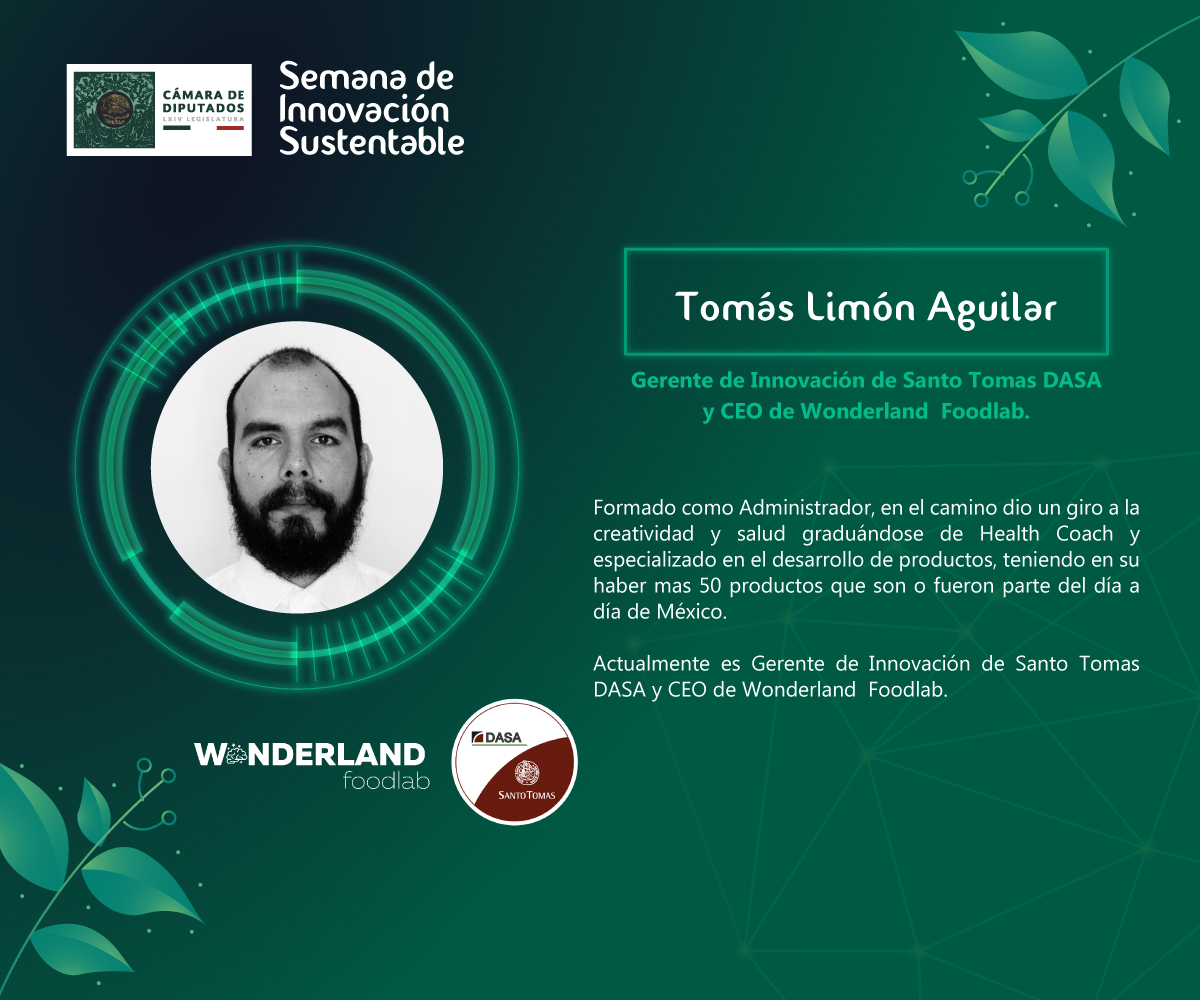 CÁMARA DE
DIPUTADOS
LXIV LEGISLATURA
Semana de
Innovación
Sustentable
Tomás Limón Aguilar
Gerente de Innovación de Santo Tomas DASA
y CEO de Wonderland  Foodlab.
Formado como Administrador, en el camino dio un giro a la
creatividad y salud graduándose de Health Coach y
especializado en el desarrollo de productos, teniendo en su
haber mas 50 productos que son o fueron parte del día a
día de México.
Actualmente es Gerente de Innovación de Santo Tomas
DASA y CEO de Wonderland  Foodlab.
WONDERLAND
foodlab
DASA
SANTO TOMAS